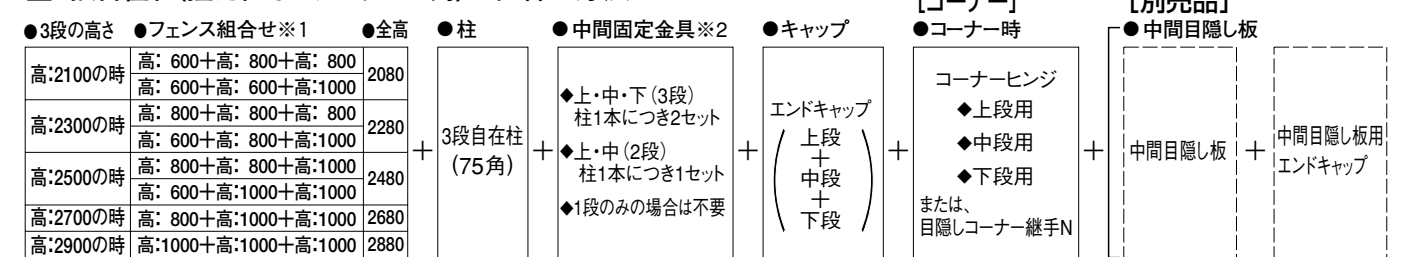 [コーナー]
[別売品]
●3段の高さ ●フェンス組合せ※1 ●全高 ●柱 ●中間固定金具※2 ●キャップ ●コーナー時 ●中間目隠し板
高:2100の時 高: 600+高: 800+高: 800 2080
高: 600+高: 600+高:1000
高:2300の時 高: 800+高: 800+高: 800 2280
高: 600+高: 800+高:1000
高:2500の時 高: 800+高: 800+高:1000 2480
高: 600+高:1000+高:1000
高:2700の時 高: 800+高:1000+高:1000 2680
高:2900の時 高:1000+高:1000+高:1000 2880
+
3段自在柱
(75角)
+
◆上・中・下(3段)
柱1本につき2セット
◆上・中(2段)
柱1本につき1セット
◆1段のみの場合は不要
+
エンドキャップ
(上段
+
中段
+
下段)
+
コーナーヒンジ
◆上段用
◆中段用
◆下段用
または、
目隠しコーナー継手N
+
中間目隠し板
+
中間目隠し板用
エンドキャップ